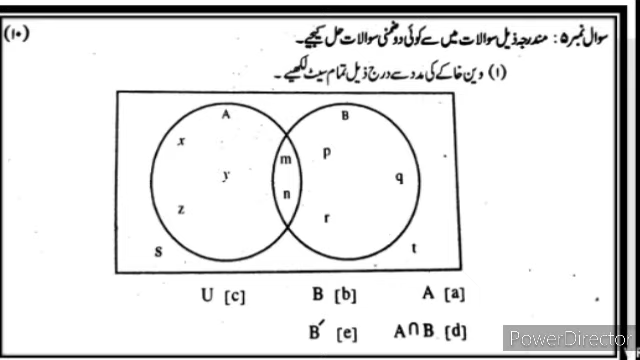 سوال نمبر ۵ : مندرجہ ذیل سوالات میں سے کوئی دو ضمنی سوالات حل کیجیے۔ (۱۰)
(۱) وین خاکے کی مدد سے درج ذیل تمام سیٹ لکھیے ۔
A B
x m p
y n q
z r
s t
A [a] B [b] U [c]
A∩B [d] B′ [e]
PowerDirector